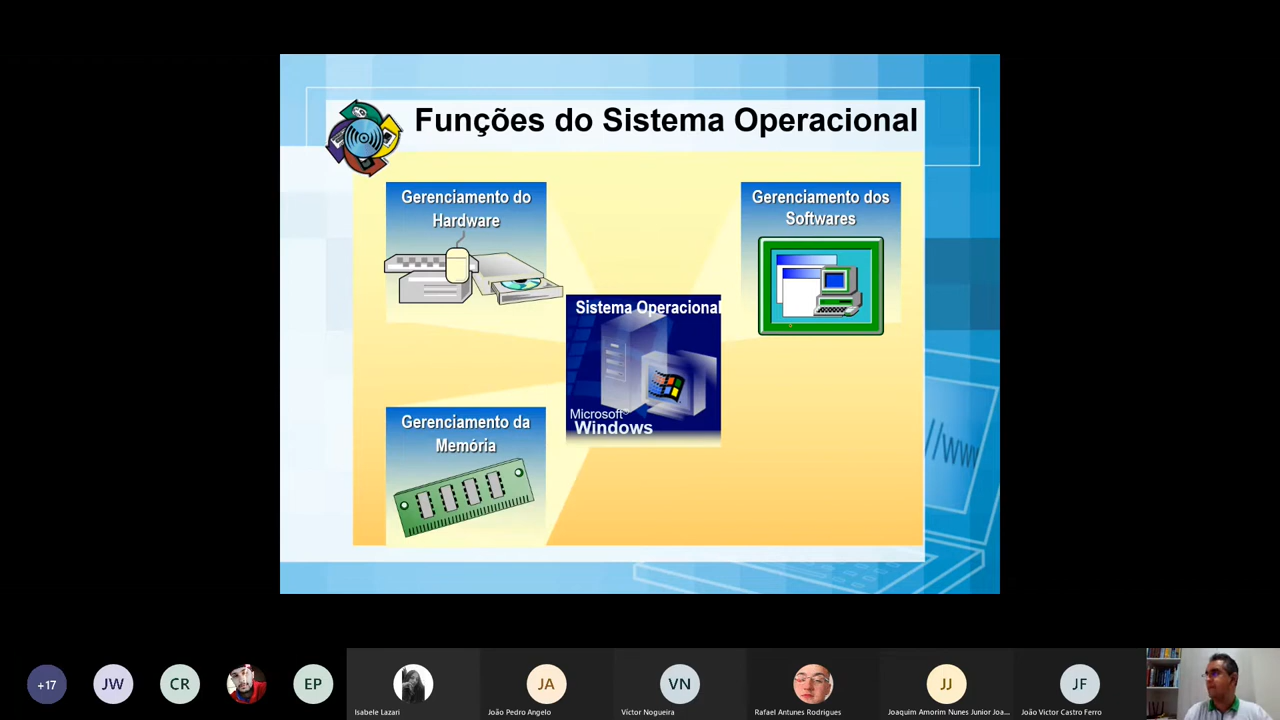 Funções do Sistema Operacional
Gerenciamento do
Hardware
Gerenciamento dos
Softwares
Sistema Operacional
Microsoft®
Windows
Gerenciamento da
Memória
//www
+17
JW
CR
EP
Isabele Lazari
JA
João Pedro Angelo
VN
Víctor Nogueira
Rafael Antunes Rodrigues
JJ
Joaquim Amorim Nunes Junior Joa...
JF
João Victor Castro Ferro